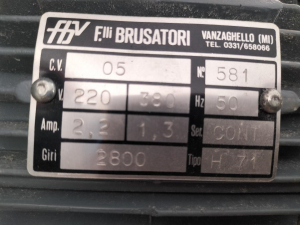 FBV F.lli BRUSATORI VANZAGHELLO (MI)
TEL. 0331/658066
C.V. 05 N° 581
V. 220 380 Hz 50
Amp. 2,2 1,3 Ser. CONT
Giri 2800 Tipo H 71